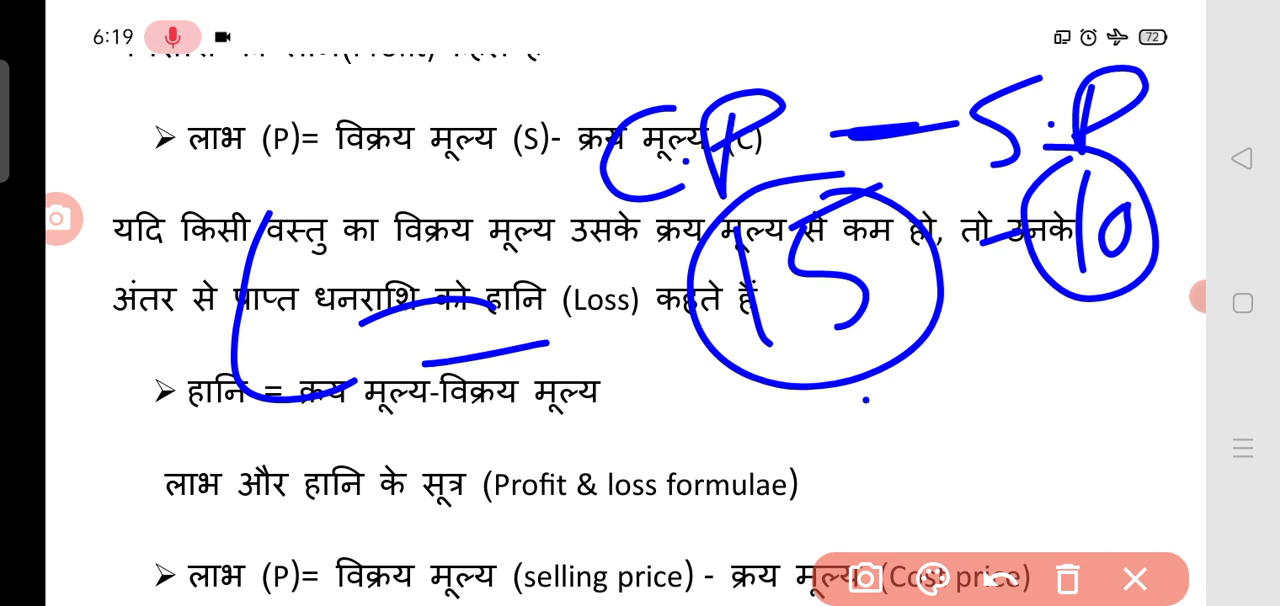 6:19 72
➤ लाभ (P)= विक्रय मूल्य (S)- क्रय मूल्य (C)
C.P — S.P
यदि किसी वस्तु का विक्रय मूल्य उसके क्रय मूल्य से कम हो, तो उनके
अंतर से प्राप्त धनराशि को हानि (Loss) कहते हैं
L = 15 - 10
➤ हानि = क्रय मूल्य-विक्रय मूल्य
लाभ और हानि के सूत्र (Profit & loss formulae)
➤ लाभ (P)= विक्रय मूल्य (selling price) - क्रय मूल्य (Cost price)